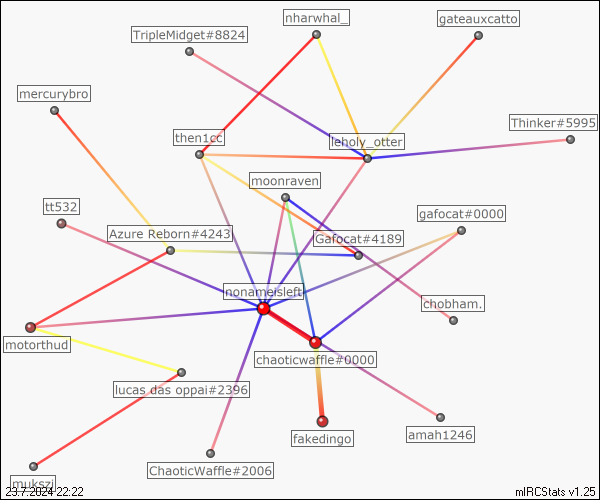 nharwhal_
gateauxcatto
TripleMidget#8824
mercurybro
Thinker#5995
then1cc
leholy_otter
moonraven
tt532
gafocat#0000
Azure Reborn#4243
Gafocat#4189
nonameisleft
chobham.
motorthud
chaoticwaffle#0000
lucas das oppai#2396
fakedingo
amah1246
ChaoticWaffle#2006
mukszi
23.7.2024 22:22
mIRCStats v1.25